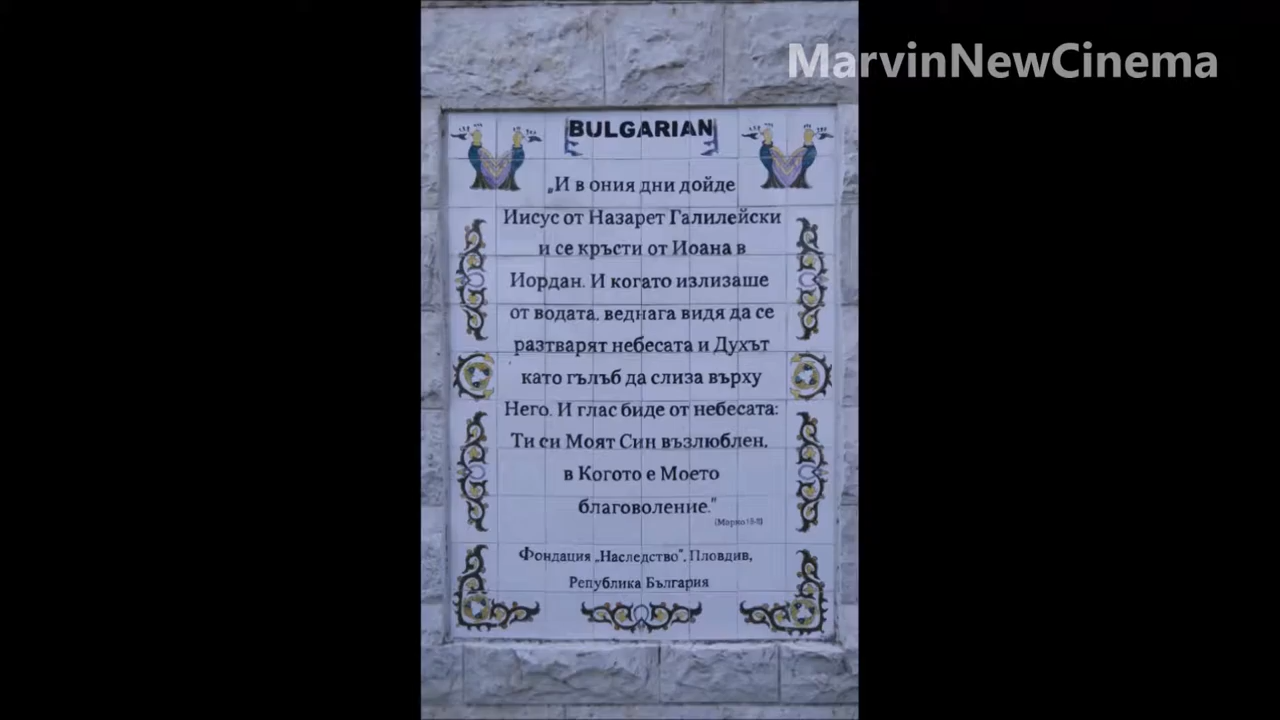 MarvinNewCinema
BULGARIAN
„И в ония дни дойде
Иисус от Назарет Галилейски
и се кръсти от Иоана в
Иордан. И когато излизаше
от водата, веднага видя да се
разтварят небесата и Духът
като гълъб да слиза върху
Него. И глас биде от небесата:
Ти си Моят Син възлюблен,
в Когото е Моето
благоволение."
Фондация „Наследство", Пловдив,
Република България